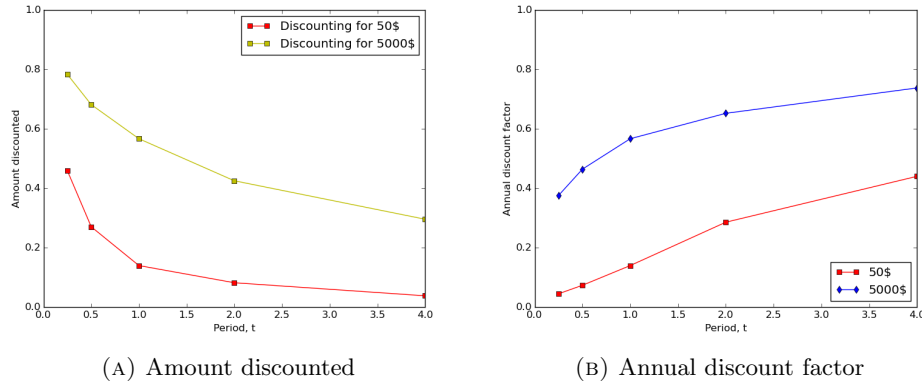 1.0
0.8
0.6
0.4
0.2
0.0
Amount discounted
Discounting for 50$
Discounting for 5000$
0.0 0.5 1.0 1.5 2.0 2.5 3.0 3.5 4.0
Period, t
(A) Amount discounted
1.0
0.8
0.6
0.4
0.2
0.0
Annual discount factor
50$
5000$
0.0 0.5 1.0 1.5 2.0 2.5 3.0 3.5 4.0
Period, t
(B) Annual discount factor